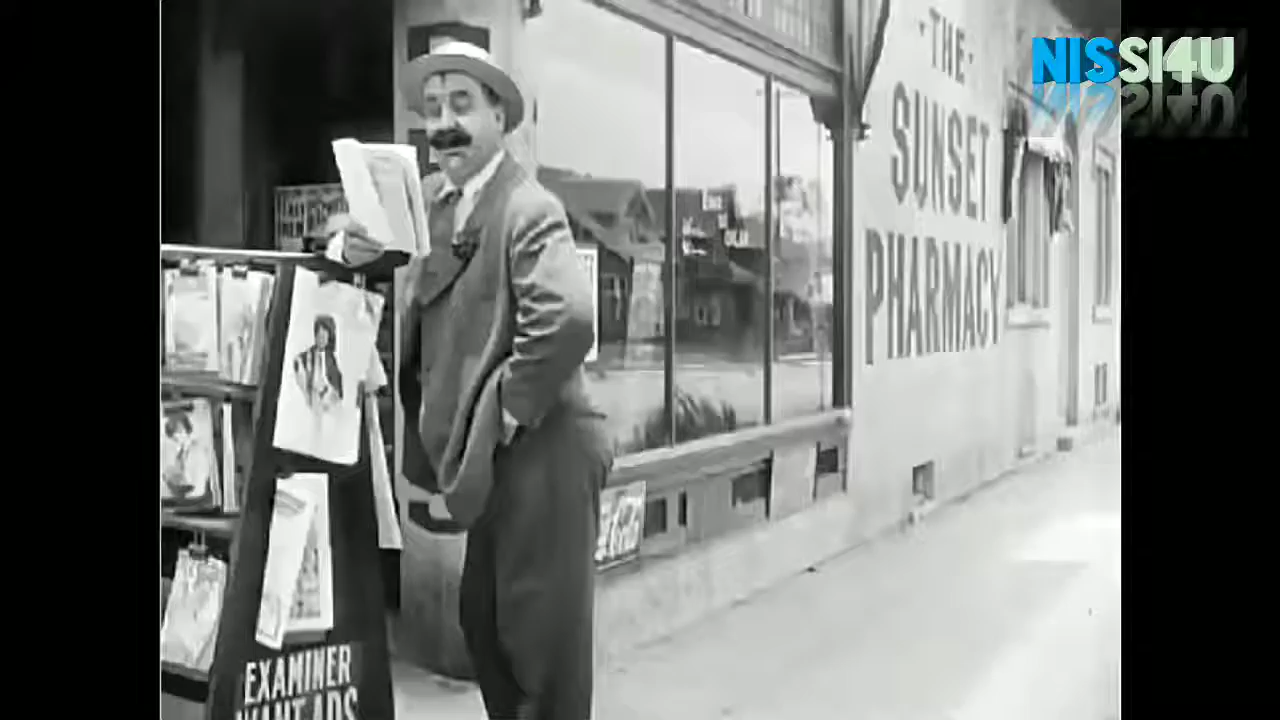 NISSI4U
-THE-
SUNSET
PHARMACY
EXAMINER
WANT ADS